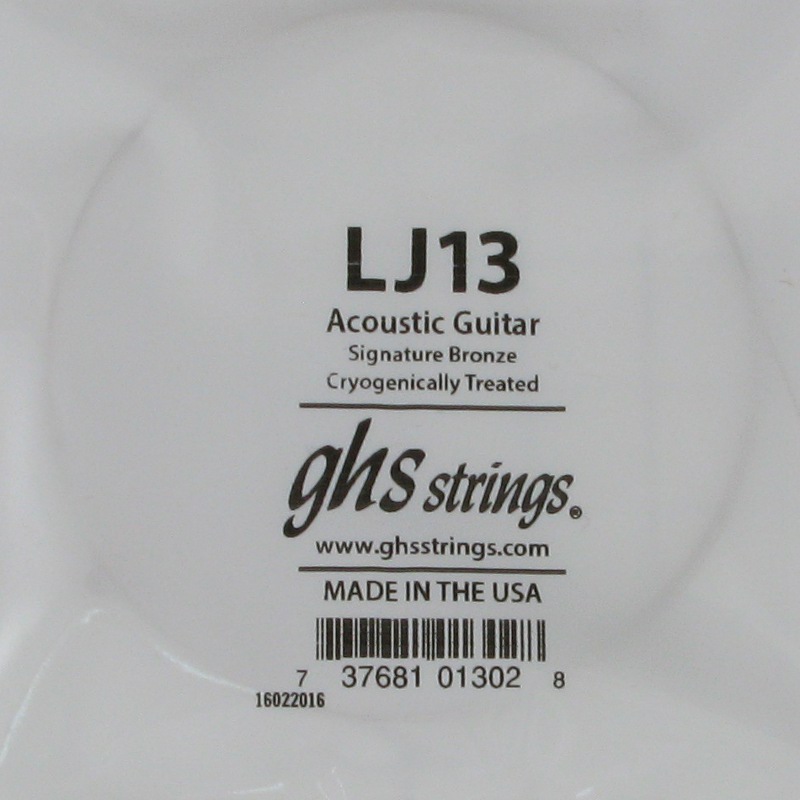 LJ13
Acoustic Guitar
Signature Bronze
Cryogenically Treated
ghs strings®
www.ghsstrings.com
MADE IN THE USA
7 37681 01302 8
16022016